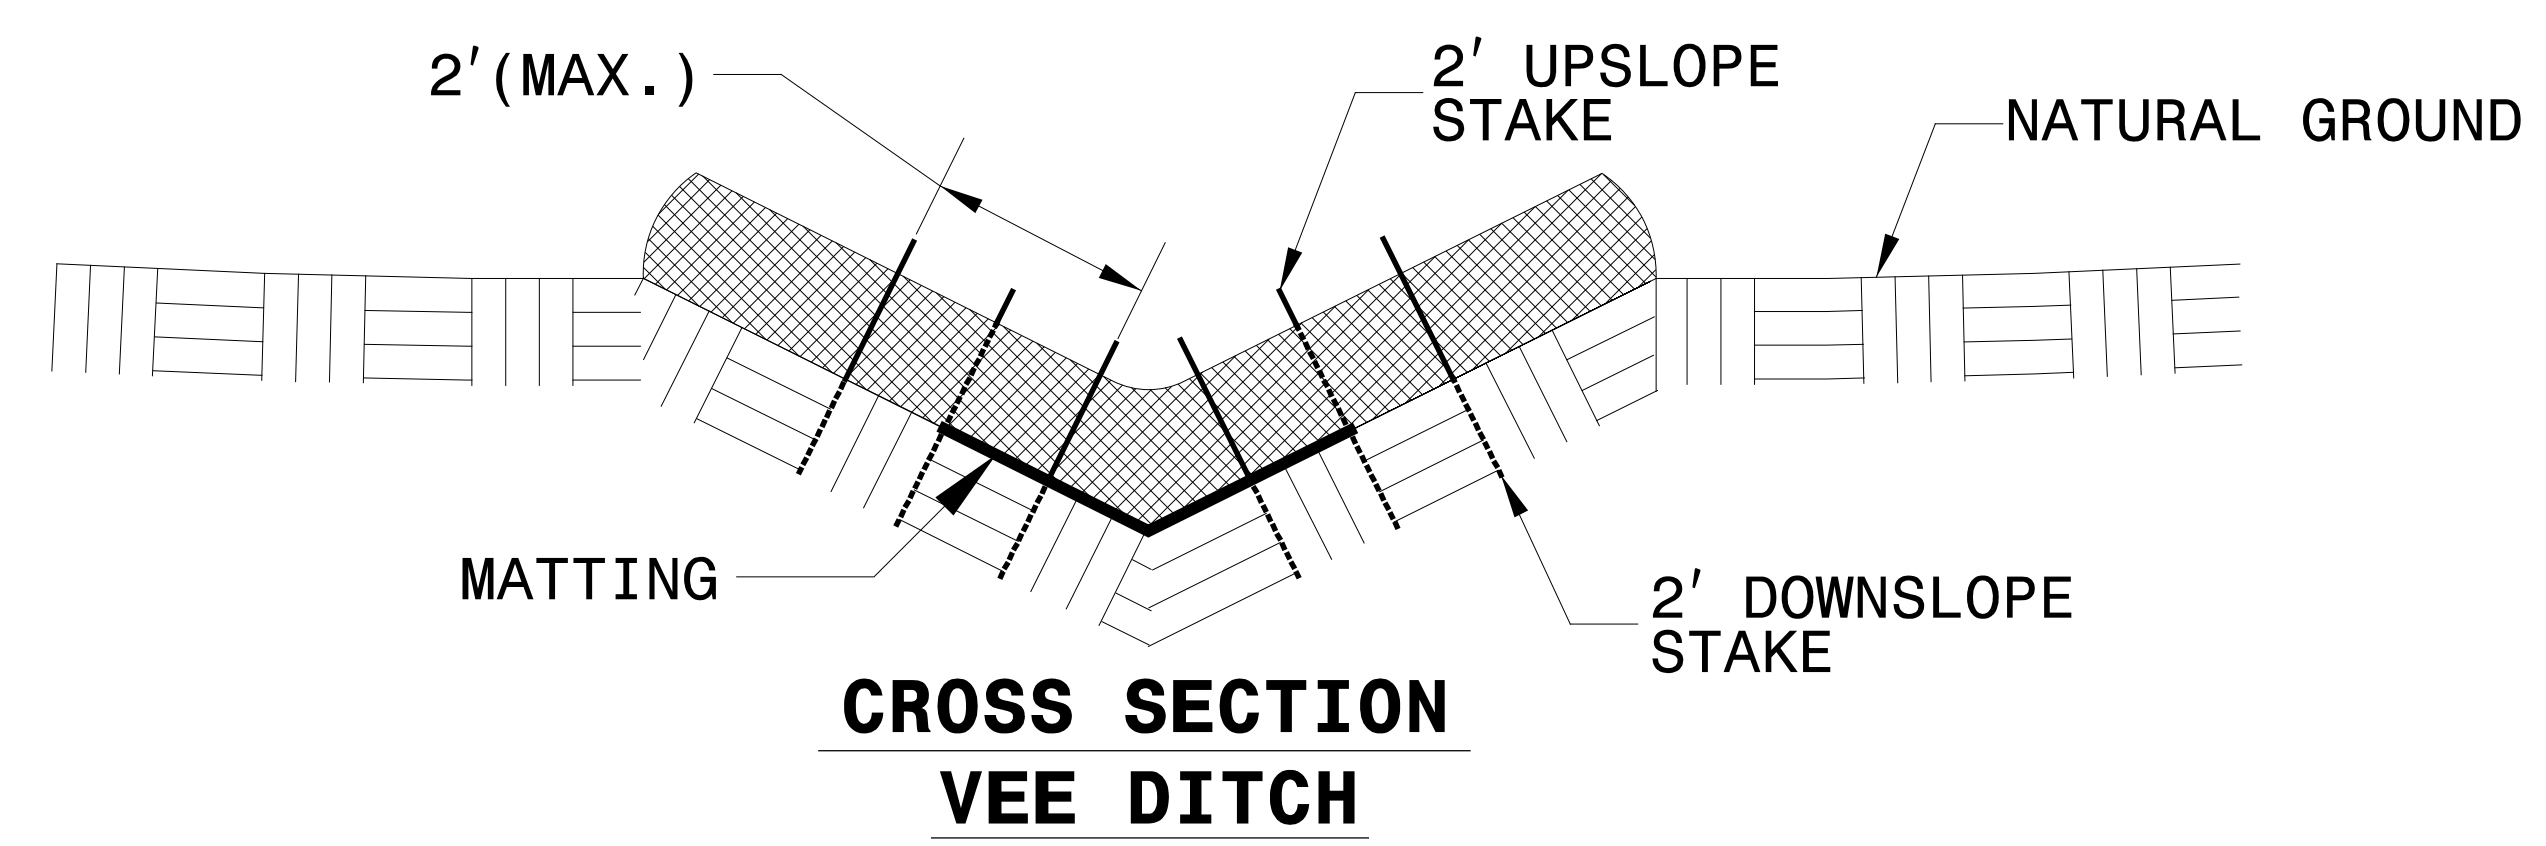 2'(MAX.)
2' UPSLOPE
STAKE
NATURAL GROUND
MATTING
2' DOWNSLOPE
STAKE
CROSS SECTION
VEE DITCH